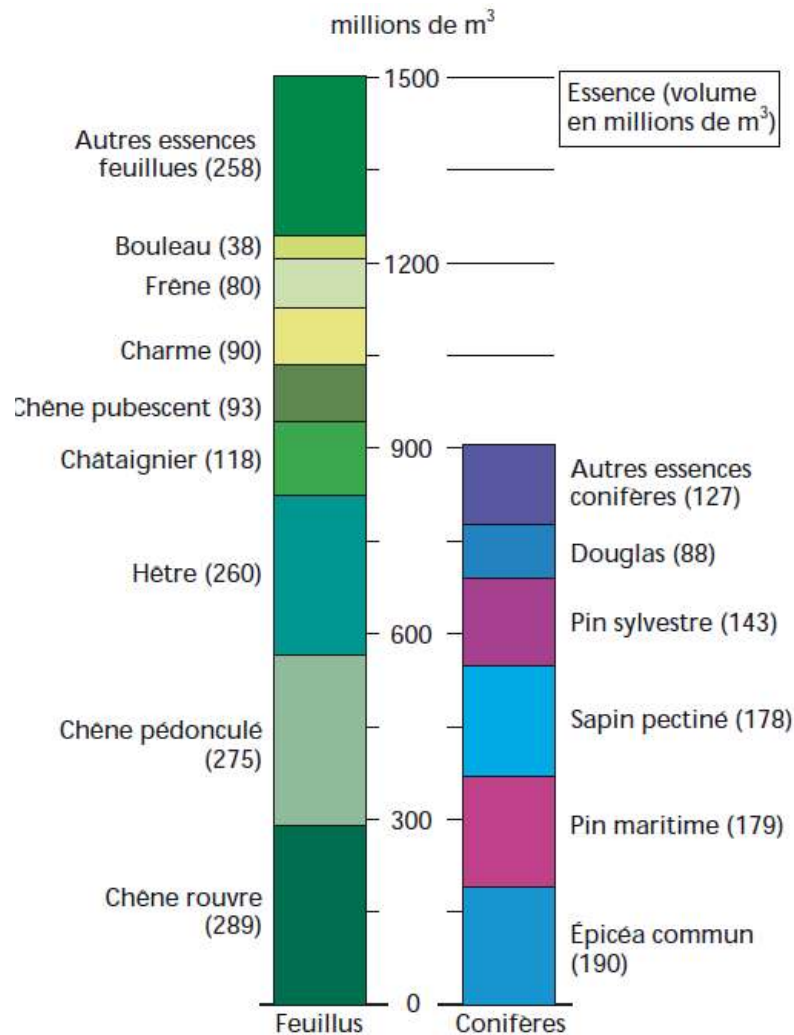 millions de m³
1500
1200
900
600
300
0
Essence (volume
en millions de m³)
Autres essences
feuillues (258)
Bouleau (38)
Frêne (80)
Charme (90)
Chêne pubescent (93)
Châtaignier (118)
Hêtre (260)
Chêne pédonculé
(275)
Chêne rouvre
(289)
Feuillus
Autres essences
conifères (127)
Douglas (88)
Pin sylvestre (143)
Sapin pectiné (178)
Pin maritime (179)
Épicéa commun
(190)
Conifères